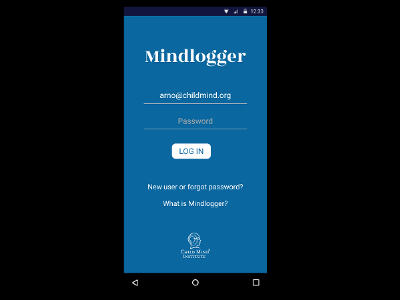 12:33
Mindlogger
arno@childmind.org
Password
LOG IN
New user or forgot password?
What is Mindlogger?
CHILD MIND
INSTITUTE